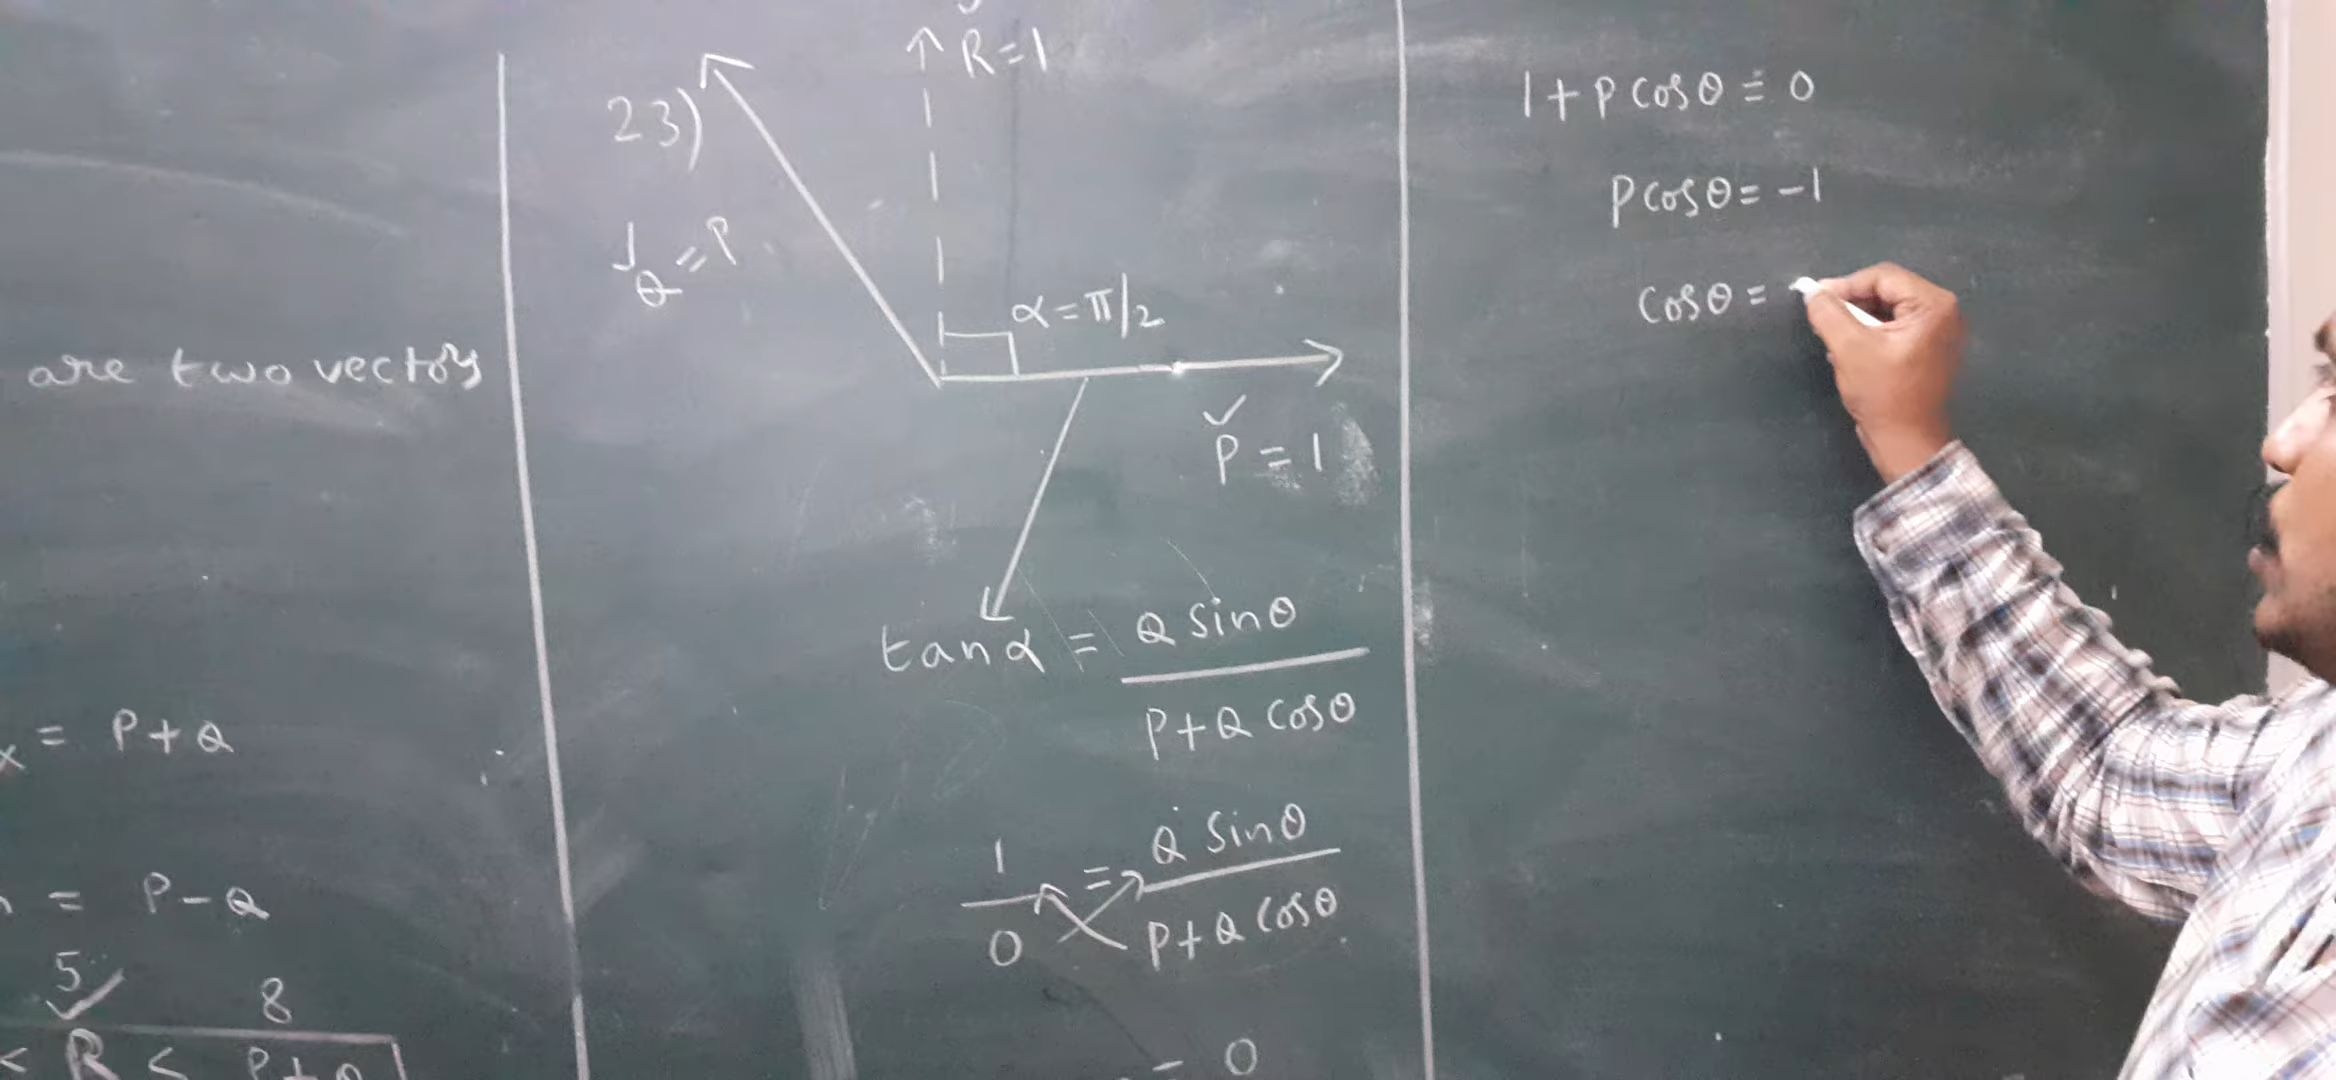 are two vectors
= P+Q
= P-Q
5 8
< R < P+Q
23)
R=1
Q=P
α=π/2
P=1
tanα = Q sinθ
P+Q cosθ
1 = Q sinθ
0 P+Q cosθ
= 0
1+P cosθ = 0
P cosθ = -1
cosθ = -